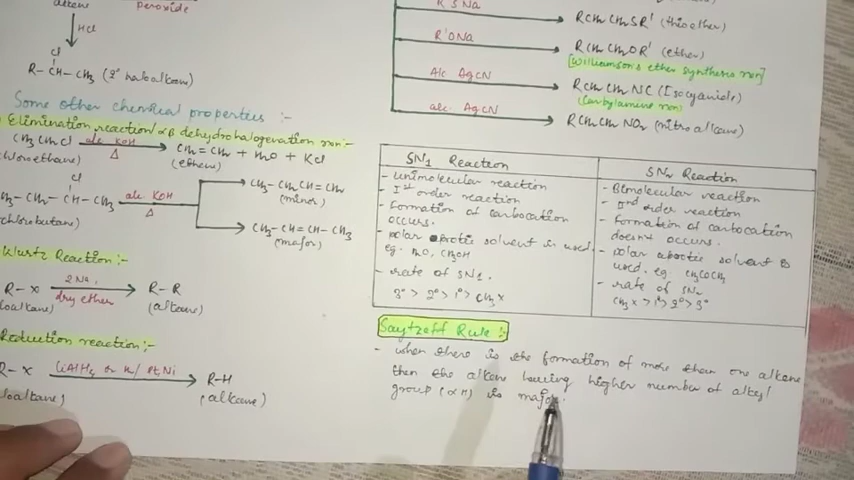 alkene peroxide
HCl
Cl
R-CH-CH3 (2° haloalkane)
Some other chemical properties :-
Elimination reaction/αβ dehydrohalogenation rxn:-
CH3CH2Cl alc. KOH Δ CH2=CH2 + H2O + KCl
chloroethane) (ethene)
Cl
CH3-CH2-CH-CH3 alc. KOH Δ
chlorobutane)
CH3-CH2CH=CH2
(minor)
CH3-CH=CH-CH3
(major)
Wurtz Reaction:-
R-X 2Na, dry ether R-R
loalkane) (alkane)
Reduction reaction:-
R-X LiAlH4 or H2/Pt,Ni R-H
loalkane) (alkane)
R'SNa RCH2CH2SR' (thioether)
R'ONa RCH2CH2OR' (ether)
[Williamson's ether synthesis rxn]
Alc AgCN RCH2CH2NC (Isocyanide)
(Carbylamine rxn)
alc. AgCN RCH2CH2NO2 (nitroalkane)
SN1 Reaction
- Unimolecular reaction
- Ist order reaction
- Formation of carbocation
occurs.
- polar protic solvent is used
eg. H2O, CH3OH
- rate of SN1.
3° > 2° > 1° > CH3X
SN2 Reaction
- Bimolecular reaction
- IInd order reaction
- Formation of carbocation
doesn't occurs.
- polar aprotic solvent is
used. eg. CH3COCH3
- rate of SN2
CH3X > 1° > 2° > 3°
Saytzeff Rule :-
- when there is the formation of more than one alkene
then the alkene having higher number of alkyl
group (αH) is major.